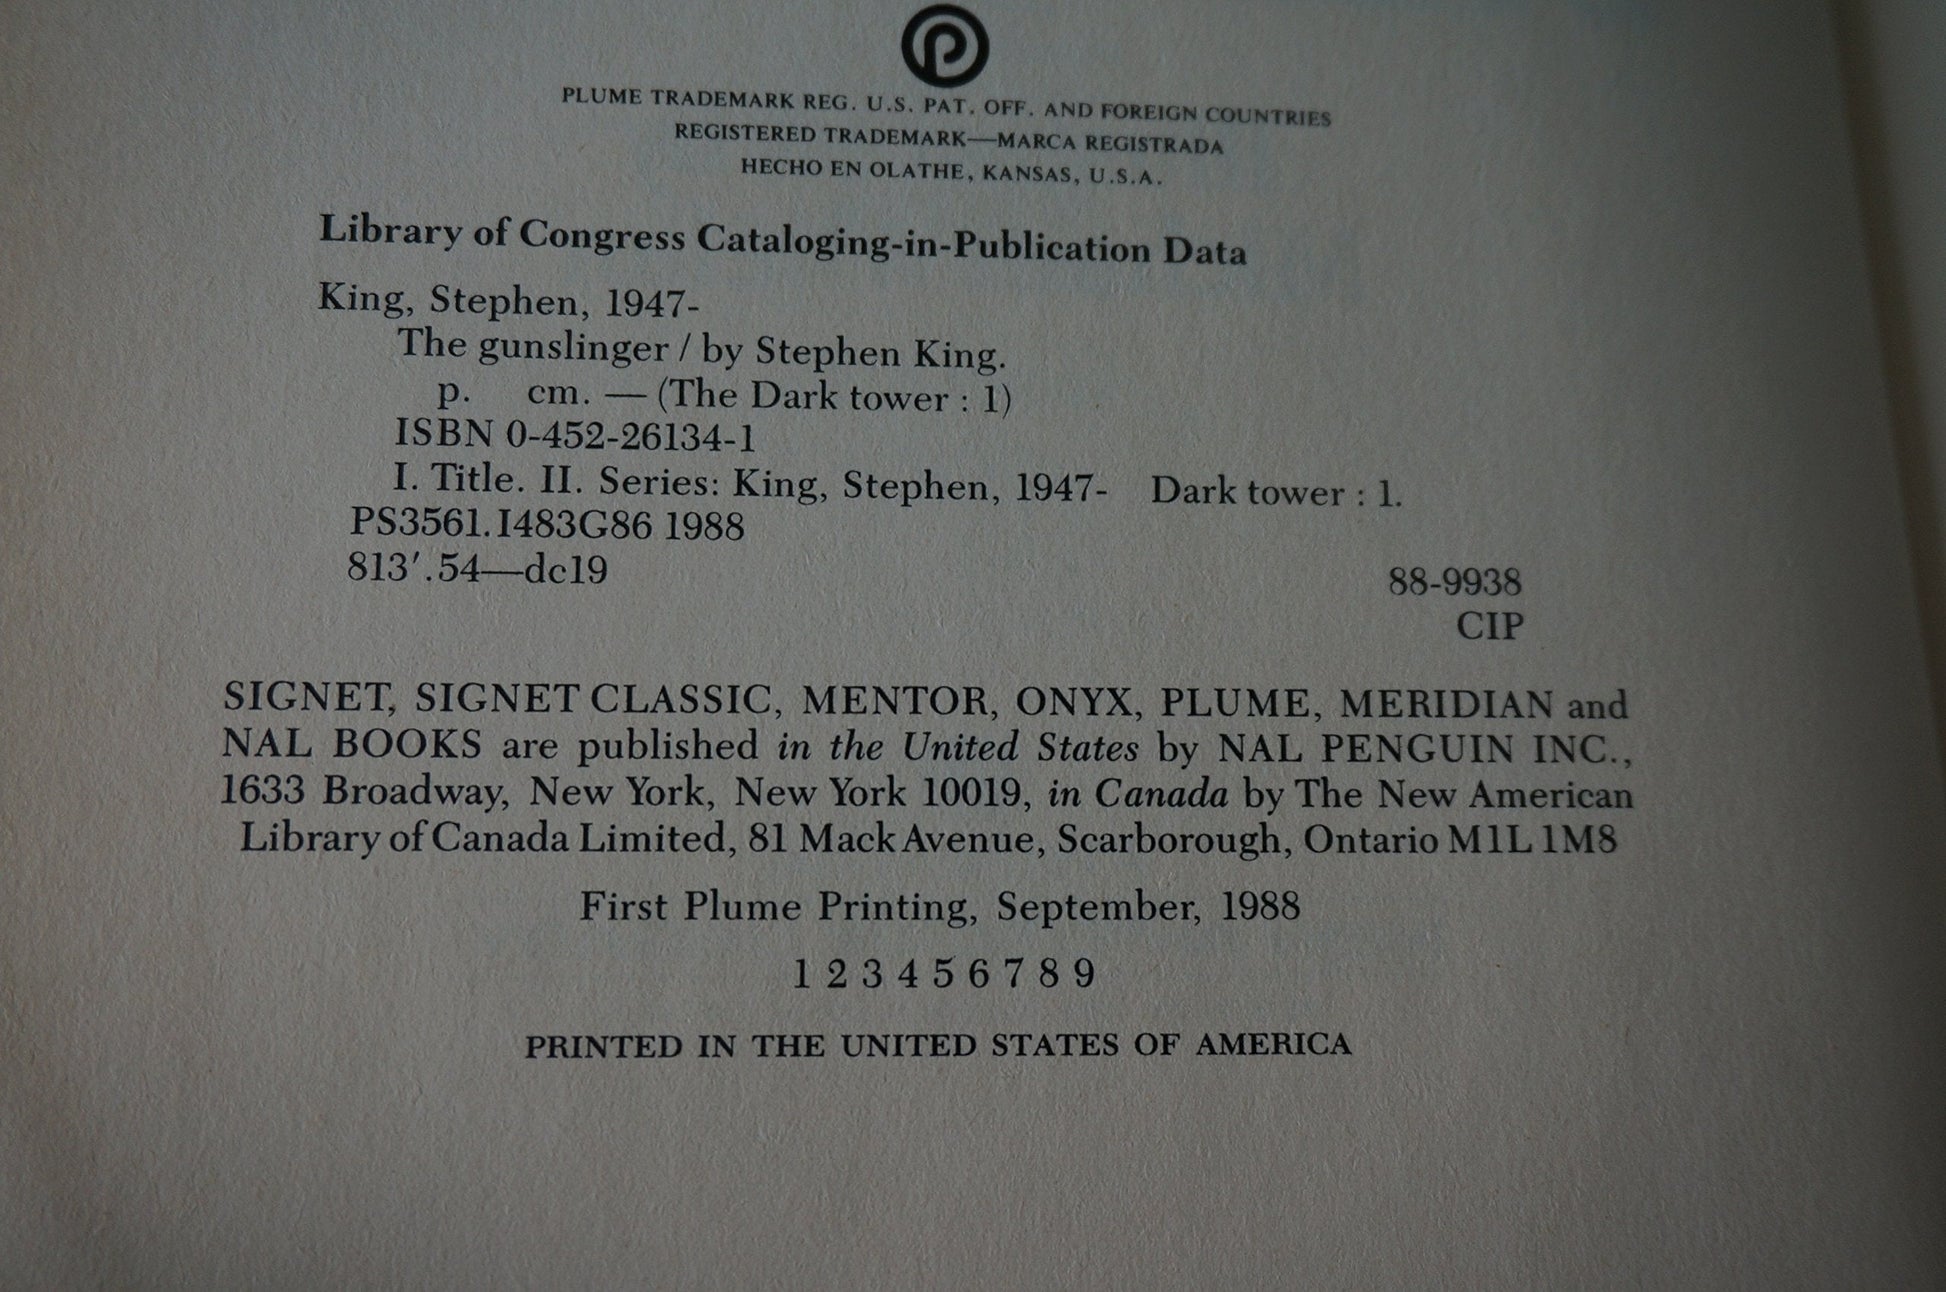 PLUME TRADEMARK REG. U.S. PAT. OFF. AND FOREIGN COUNTRIES
REGISTERED TRADEMARK—MARCA REGISTRADA
HECHO EN OLATHE, KANSAS, U.S.A.
Library of Congress Cataloging-in-Publication Data
King, Stephen, 1947-
The gunslinger / by Stephen King.
p. cm. — (The Dark tower : 1)
ISBN 0-452-26134-1
I. Title. II. Series: King, Stephen, 1947- Dark tower : 1.
PS3561.I483G86 1988
813′.54—dc19 88-9938
CIP
SIGNET, SIGNET CLASSIC, MENTOR, ONYX, PLUME, MERIDIAN and
NAL BOOKS are published in the United States by NAL PENGUIN INC.,
1633 Broadway, New York, New York 10019, in Canada by The New American
Library of Canada Limited, 81 Mack Avenue, Scarborough, Ontario M1L 1M8
First Plume Printing, September, 1988
1 2 3 4 5 6 7 8 9
PRINTED IN THE UNITED STATES OF AMERICA